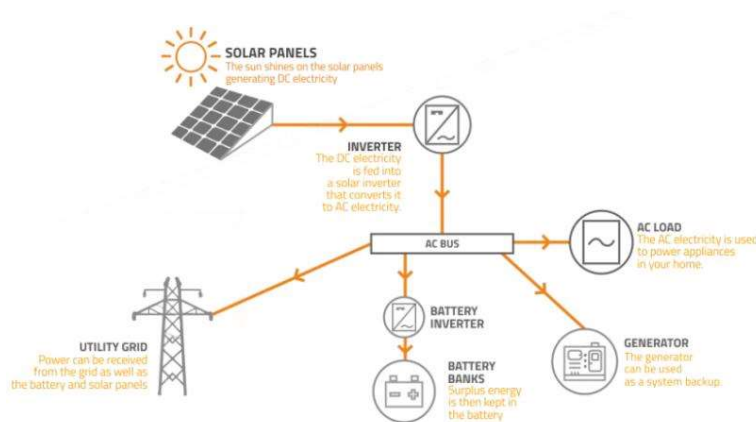 SOLAR PANELS
The sun shines on the solar panels
generating DC electricity
INVERTER
The DC electricity
is fed into
a solar inverter
that converts it
to AC electricity.
AC BUS
AC LOAD
The AC electricity is used
to power appliances
in your home.
UTILITY GRID
Power can be received
from the grid as well as
the battery and solar panels
BATTERY
INVERTER
BATTERY
BANKS
Surplus energy
is then kept in
the battery
GENERATOR
The generator
can be used
as a system backup.